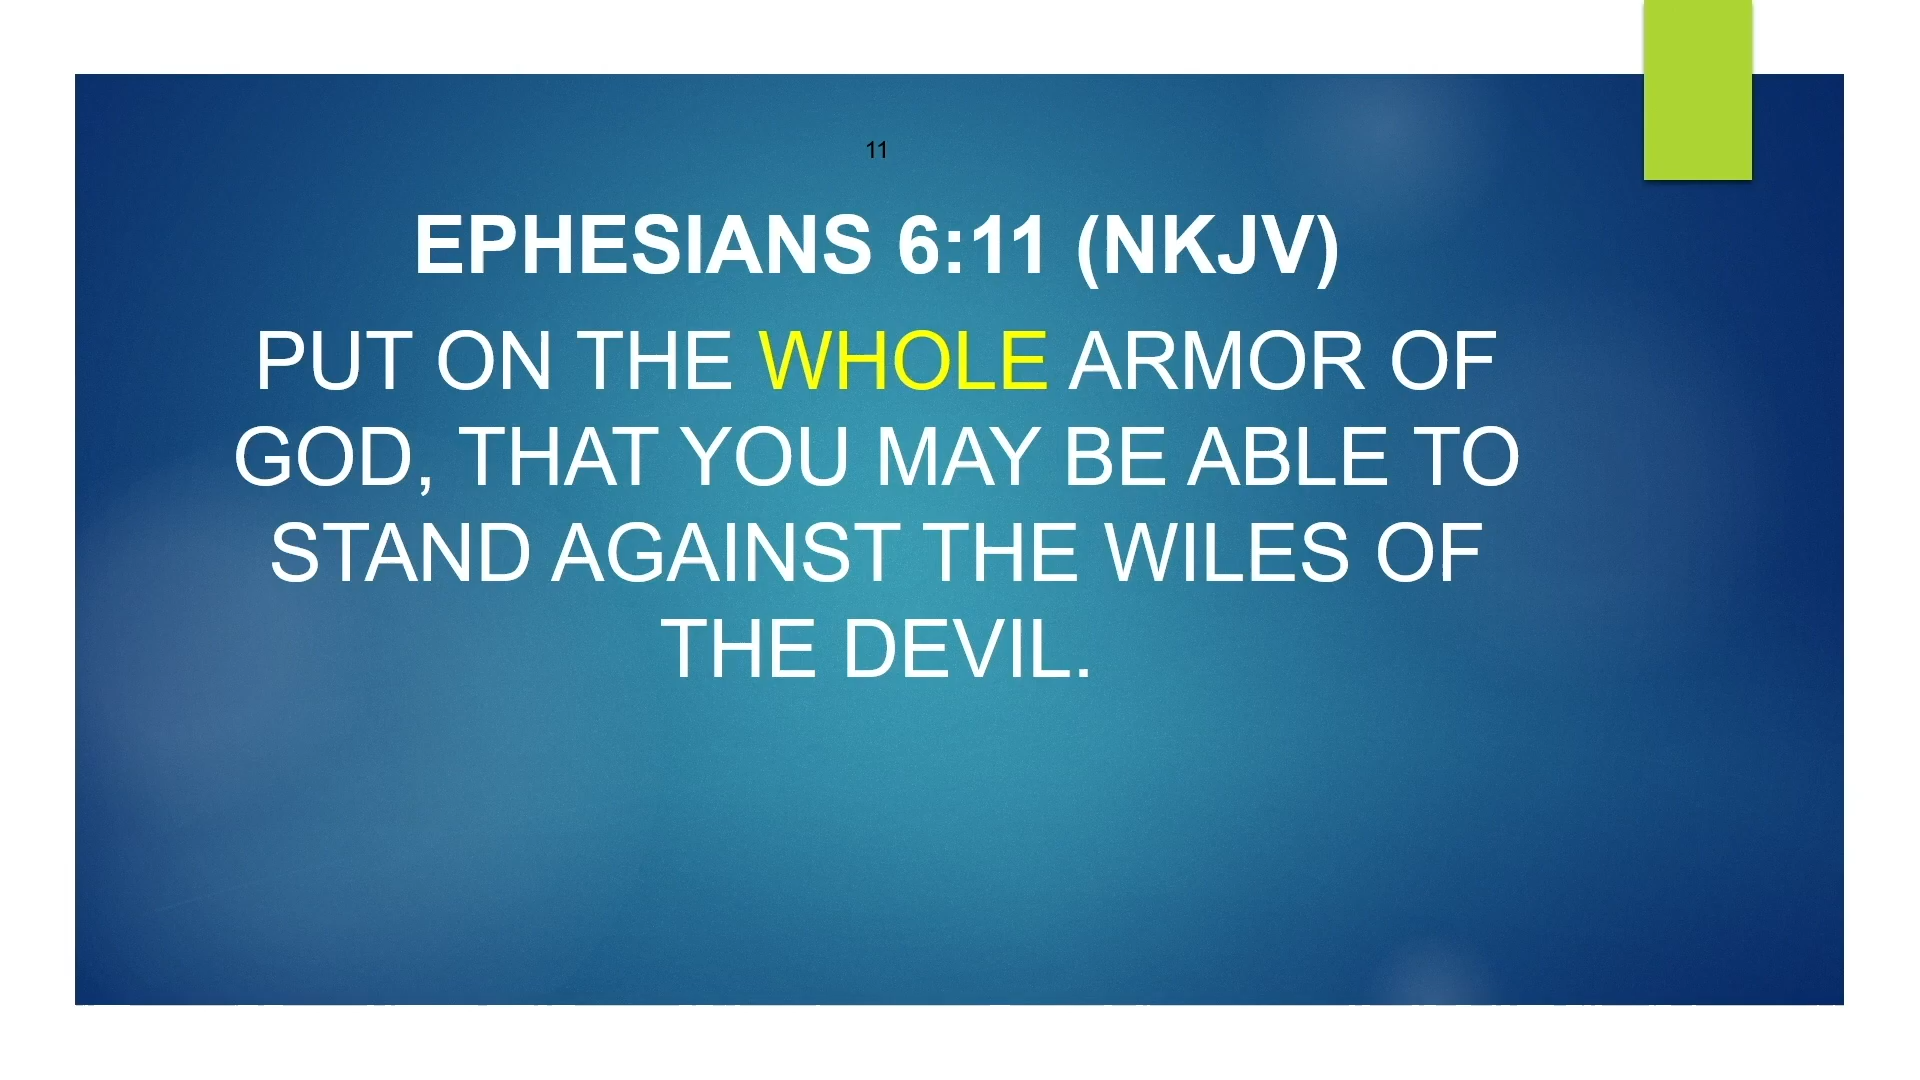 11
EPHESIANS 6:11 (NKJV)
PUT ON THE WHOLE ARMOR OF
GOD, THAT YOU MAY BE ABLE TO
STAND AGAINST THE WILES OF
THE DEVIL.